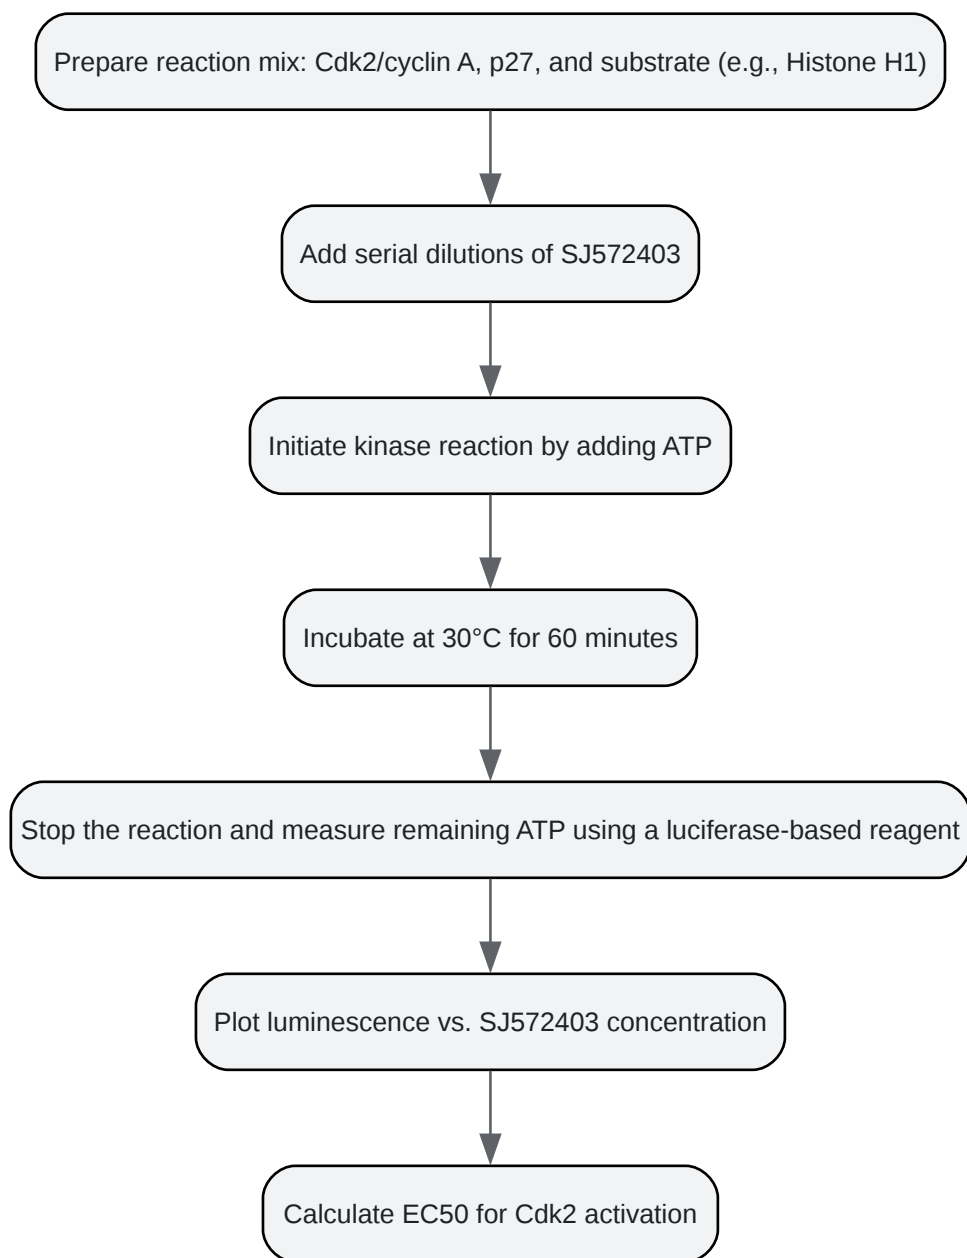 Prepare reaction mix: Cdk2/cyclin A, p27, and substrate (e.g., Histone H1)
Add serial dilutions of SJ572403
Initiate kinase reaction by adding ATP
Incubate at 30°C for 60 minutes
Stop the reaction and measure remaining ATP using a luciferase-based reagent
Plot luminescence vs. SJ572403 concentration
Calculate EC50 for Cdk2 activation